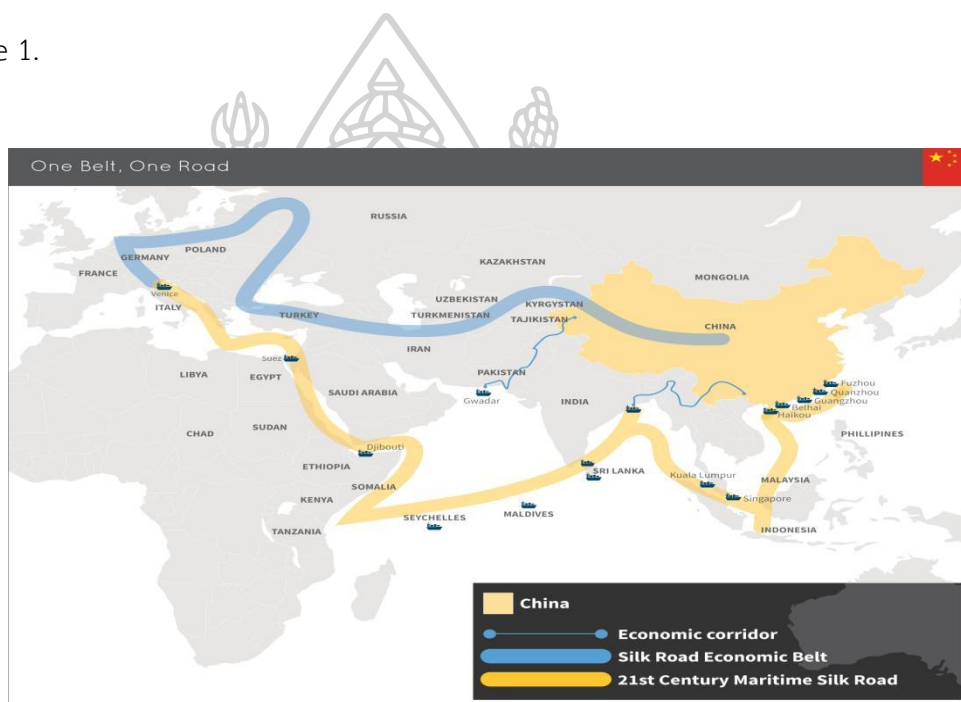 e 1.
One Belt, One Road
RUSSIA
GERMANY
POLAND
FRANCE
KAZAKHSTAN
MONGOLIA
Venice
ITALY
UZBEKISTAN
KYRGYSTAN
TURKEY
TURKMENISTAN
TAJIKISTAN
CHINA
IRAN
Suez
PAKISTAN
LIBYA
EGYPT
Gwadar
SAUDI ARABIA
INDIA
Fuzhou
Quanzhou
Guangzhou
Belhai
Haikou
CHAD
SUDAN
PHILLIPINES
Djibouti
ETHIOPIA
SRI LANKA
Kuala Lumpur
MALAYSIA
SOMALIA
KENYA
Singapore
SEYCHELLES
MALDIVES
TANZANIA
INDONESIA
China
Economic corridor
Silk Road Economic Belt
21st Century Maritime Silk Road